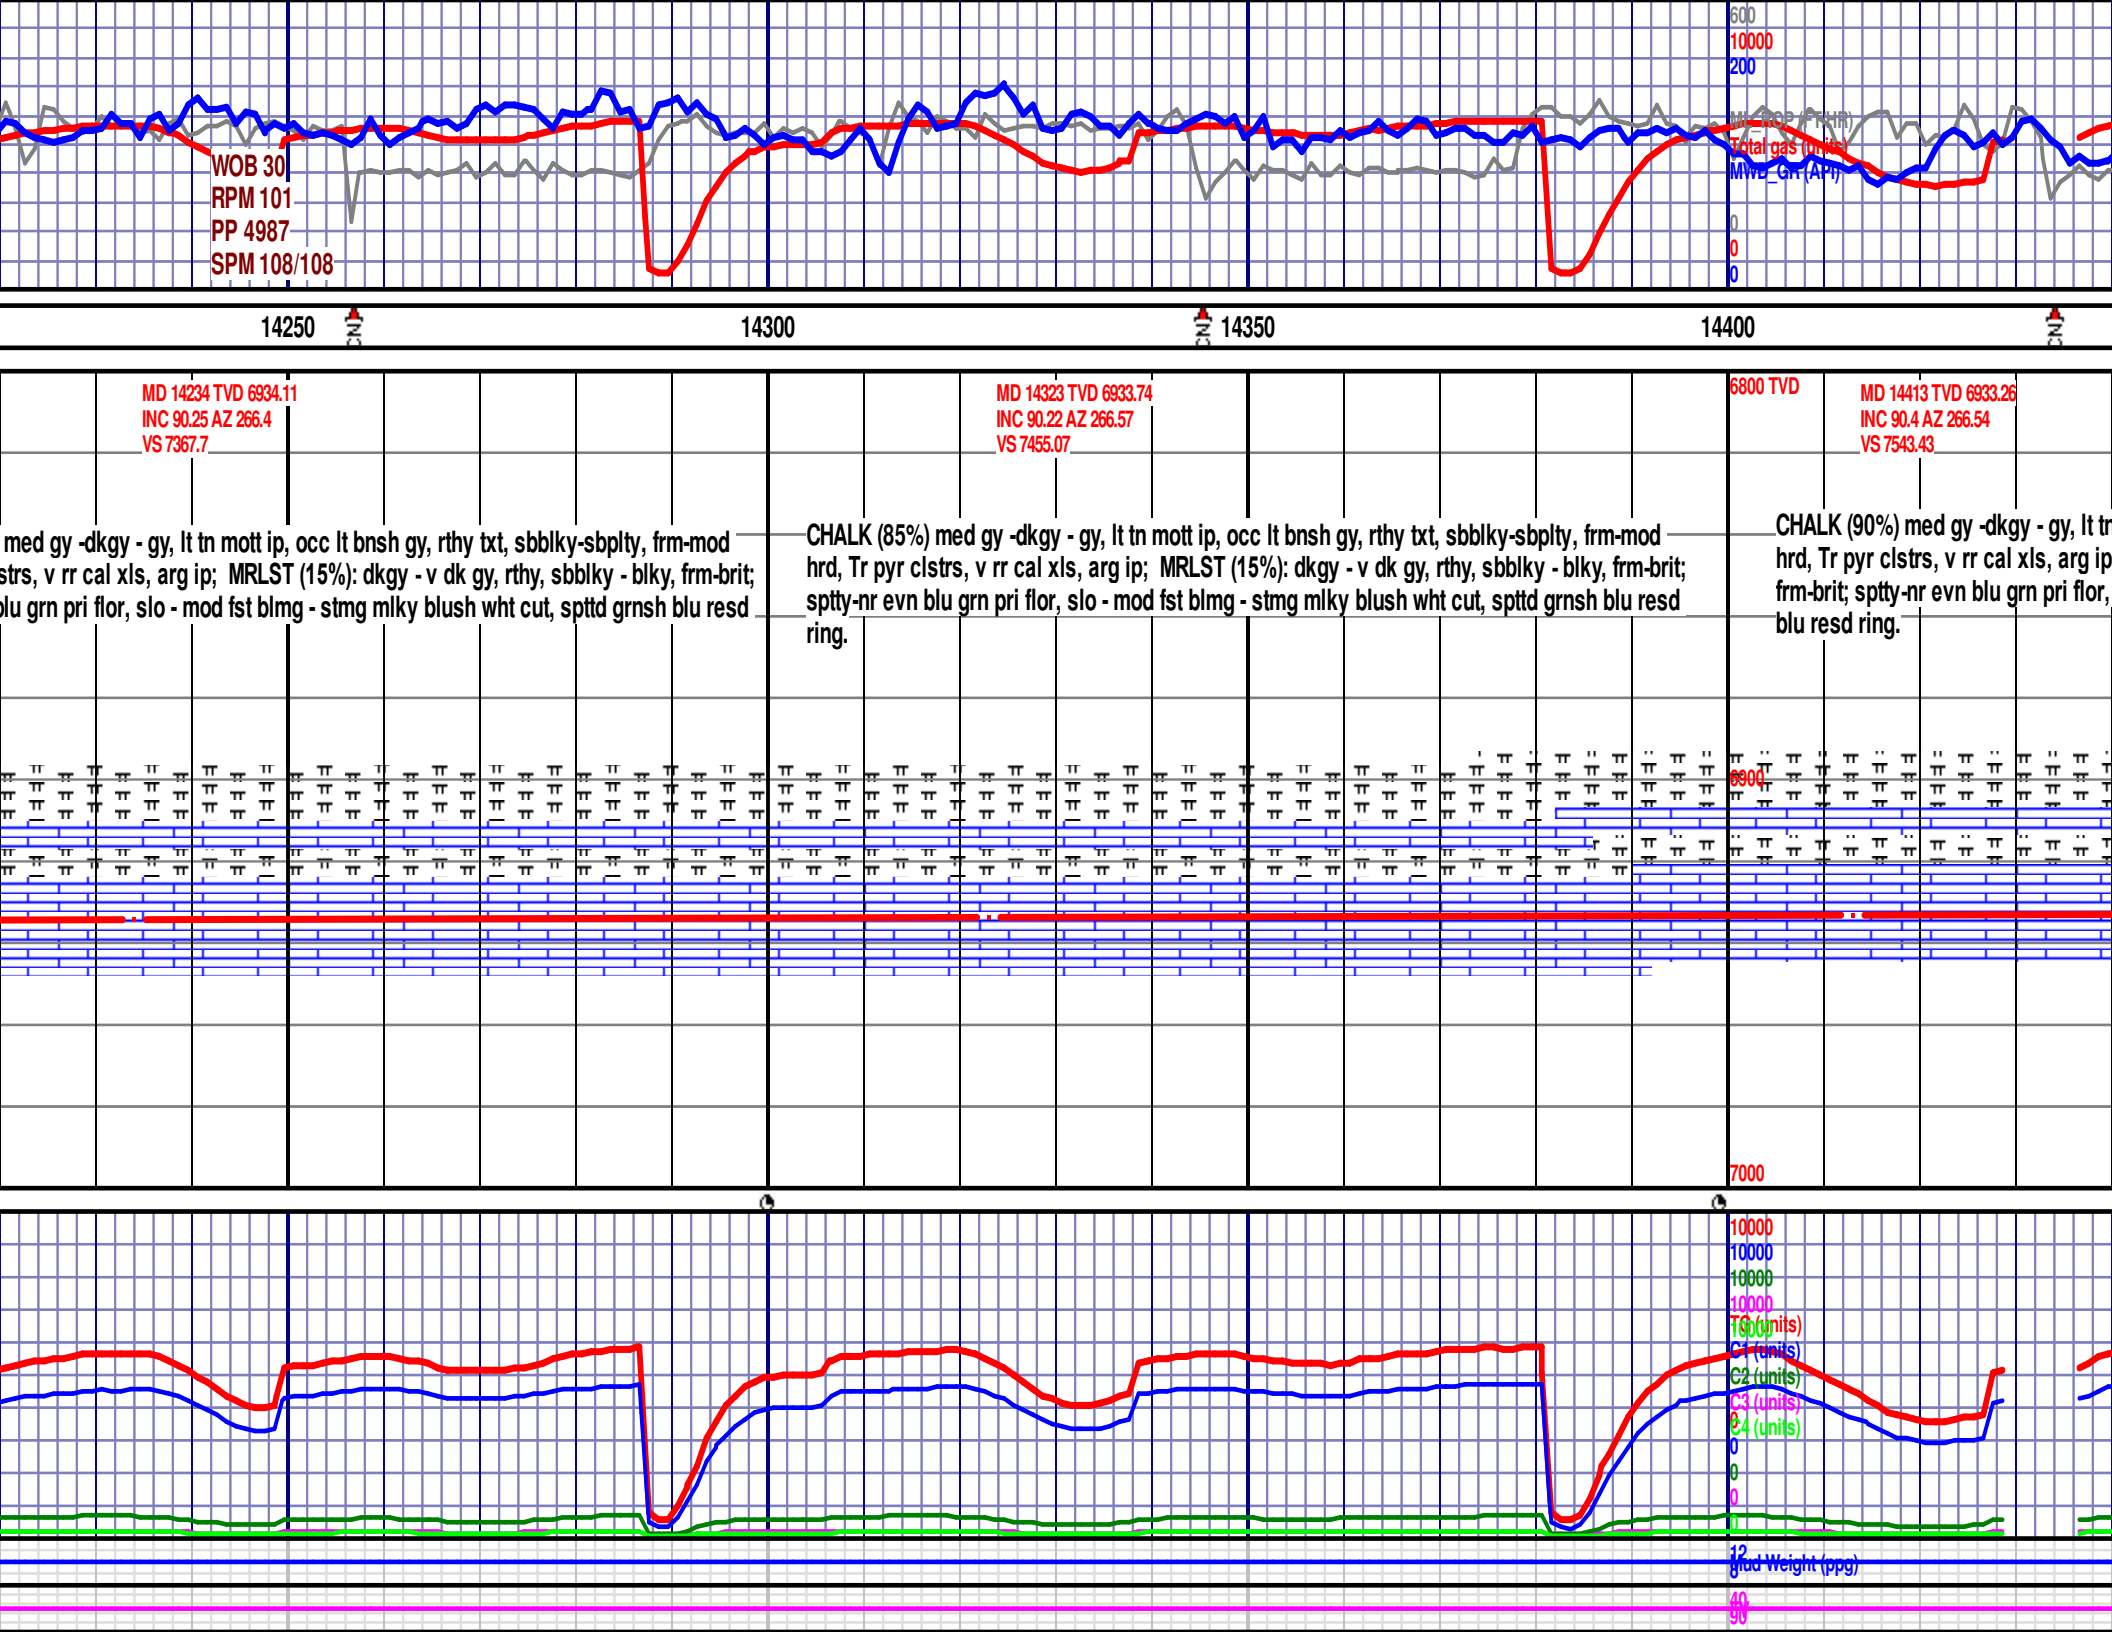 600
10000
200
MD_ROP (FT/HR)
Total gas (units)
MWD_GR (API)
WOB 30
RPM 101
PP 4987
SPM 108/108
0
0
0
14250
14300
14350
14400
CN
CN
CN
MD 14234 TVD 6934.11
INC 90.25 AZ 266.4
VS 7367.7
MD 14323 TVD 6933.74
INC 90.22 AZ 266.57
VS 7455.07
6800 TVD
MD 14413 TVD 6933.26
INC 90.4 AZ 266.54
VS 7543.43
med gy -dkgy - gy, lt tn mott ip, occ lt bnsh gy, rthy txt, sbblky-sbplty, frm-mod
strs, v rr cal xls, arg ip; MRLST (15%): dkgy - v dk gy, rthy, sbblky - blky, frm-brit;
blu grn pri flor, slo - mod fst blmg - stmg mlky blush wht cut, spttd grnsh blu resd
CHALK (85%) med gy -dkgy - gy, lt tn mott ip, occ lt bnsh gy, rthy txt, sbblky-sbplty, frm-mod
hrd, Tr pyr clstrs, v rr cal xls, arg ip; MRLST (15%): dkgy - v dk gy, rthy, sbblky - blky, frm-brit;
sptty-nr evn blu grn pri flor, slo - mod fst blmg - stmg mlky blush wht cut, spttd grnsh blu resd
ring.
CHALK (90%) med gy -dkgy - gy, lt tn
hrd, Tr pyr clstrs, v rr cal xls, arg ip
frm-brit; sptty-nr evn blu grn pri flor,
blu resd ring.
6900
7000
10000
10000
10000
10000
10000
TG (units)
C1 (units)
C2 (units)
C3 (units)
C4 (units)
0
0
0
0
0
12
Mud Weight (ppg)
8
40
90